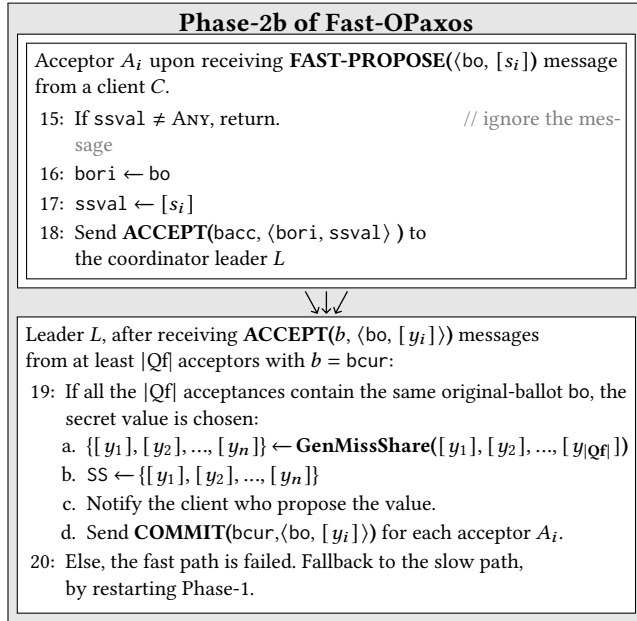 Phase-2b of Fast-OPaxos
Acceptor A_i upon receiving FAST-PROPOSE(⟨bo, [s_i]) message
from a client C.
15: If ssval ≠ ANY, return. // ignore the mes-
sage
16: bori ← bo
17: ssval ← [s_i]
18: Send ACCEPT(bacc, ⟨bori, ssval⟩ ) to
the coordinator leader L
Leader L, after receiving ACCEPT(b, ⟨bo, [y_i]⟩) messages
from at least |Qf| acceptors with b = bcur:
19: If all the |Qf| acceptances contain the same original-ballot bo, the
secret value is chosen:
a. {[y_1], [y_2], ..., [y_n]} ← GenMissShare([y_1], [y_2], ..., [y_|Qf|])
b. SS ← {[y_1], [y_2], ..., [y_n]}
c. Notify the client who propose the value.
d. Send COMMIT(bcur,⟨bo, [y_i]⟩) for each acceptor A_i.
20: Else, the fast path is failed. Fallback to the slow path,
by restarting Phase-1.